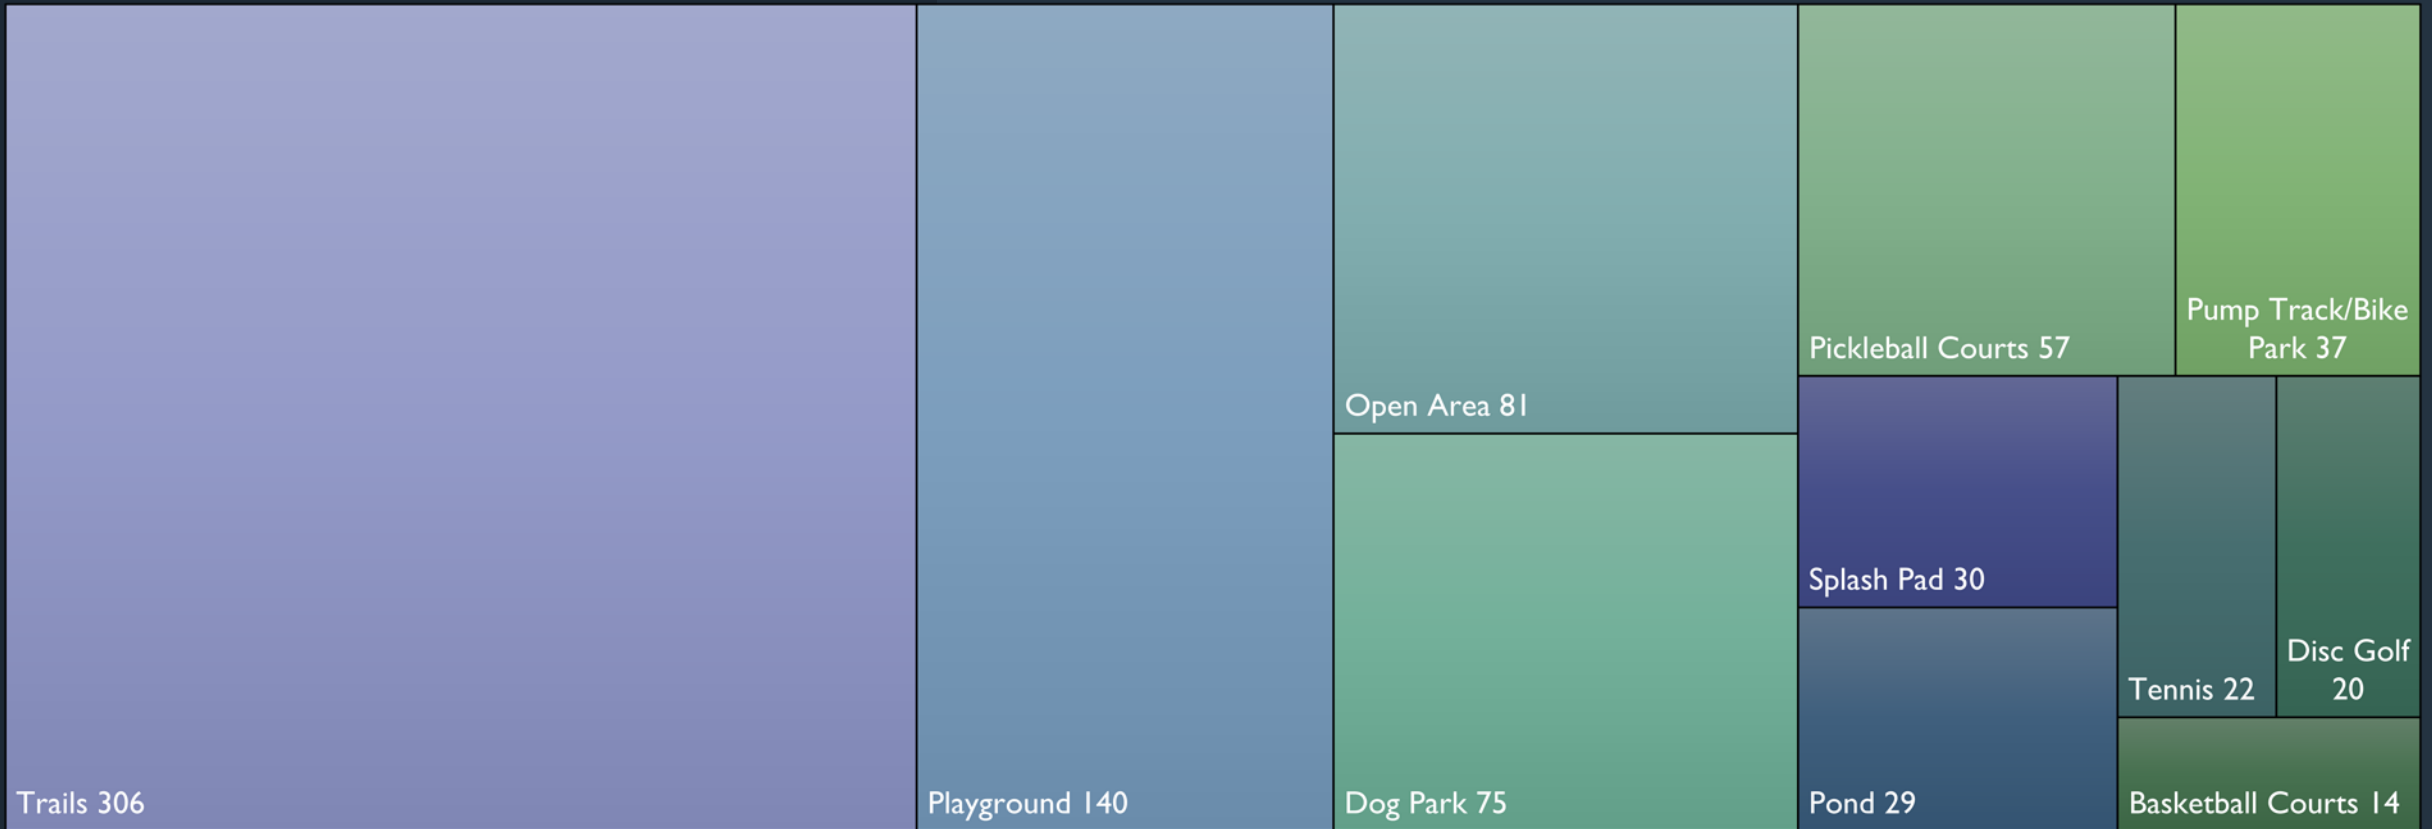 Trails 306
Playground 140
Open Area 81
Dog Park 75
Pickleball Courts 57
Pump Track/Bike
Park 37
Splash Pad 30
Pond 29
Tennis 22
Disc Golf
20
Basketball Courts 14